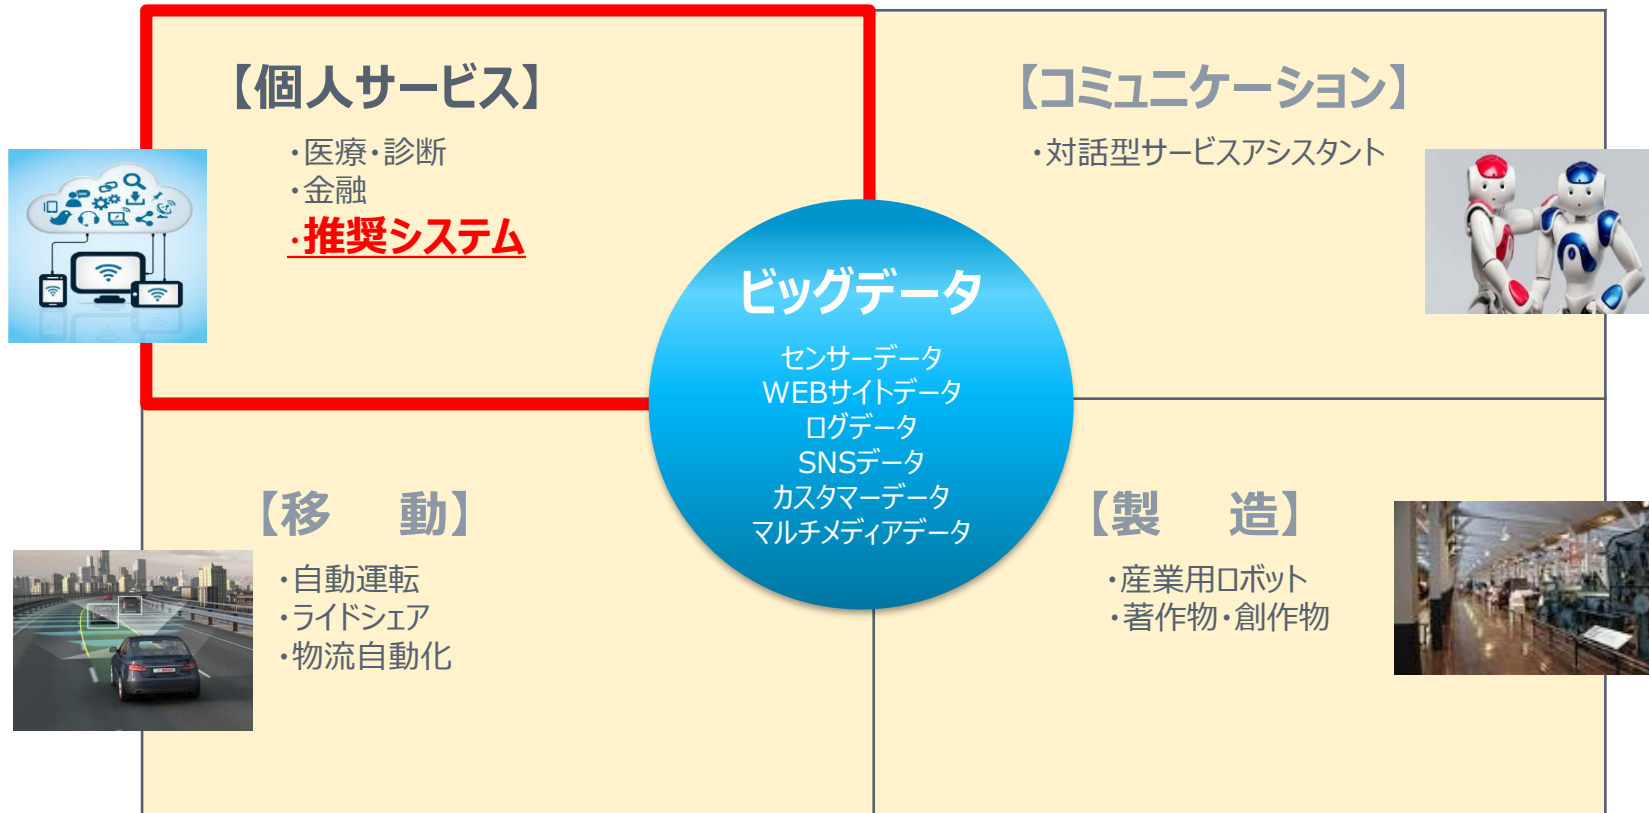 【個人サービス】
・医療・診断
・金融
・推奨システム
【コミュニケーション】
・対話型サービスアシスタント
ビッグデータ
センサーデータ
WEBサイトデータ
ログデータ
SNSデータ
カスタマーデータ
マルチメディアデータ
【移　動】
・自動運転
・ライドシェア
・物流自動化
【製　造】
・産業用ロボット
・著作物・創作物